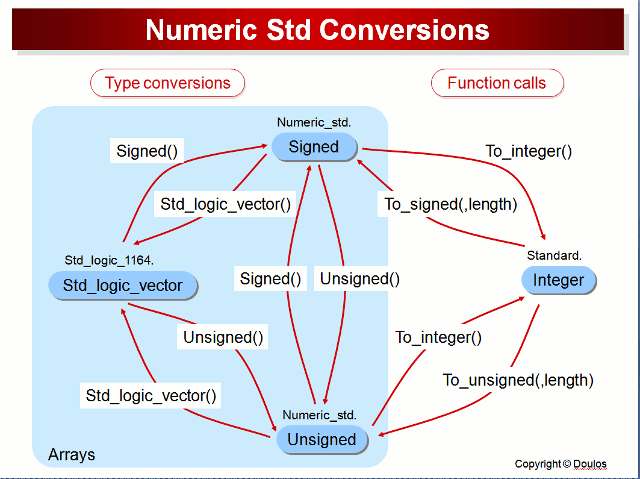 Numeric Std Conversions
Type conversions
Function calls
Numeric_std.
Signed
Signed()
To_integer()
Std_logic_vector()
To_signed(,length)
Std_logic_1164.
Std_logic_vector
Standard.
Integer
Signed()
Unsigned()
Unsigned()
To_integer()
Std_logic_vector()
To_unsigned(,length)
Numeric_std.
Unsigned
Arrays
Copyright © Doulos